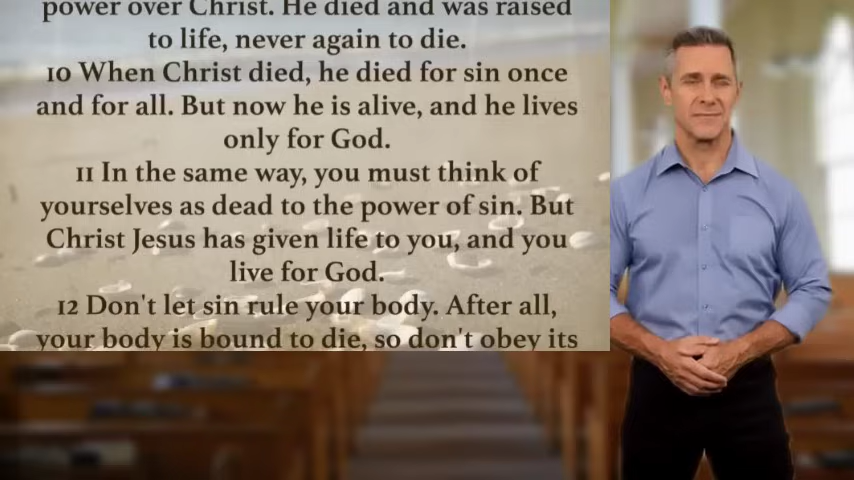 power over Christ. He died and was raised
to life, never again to die.
10 When Christ died, he died for sin once
and for all. But now he is alive, and he lives
only for God.
11 In the same way, you must think of
yourselves as dead to the power of sin. But
Christ Jesus has given life to you, and you
live for God.
12 Don't let sin rule your body. After all,
your body is bound to die, so don't obey its